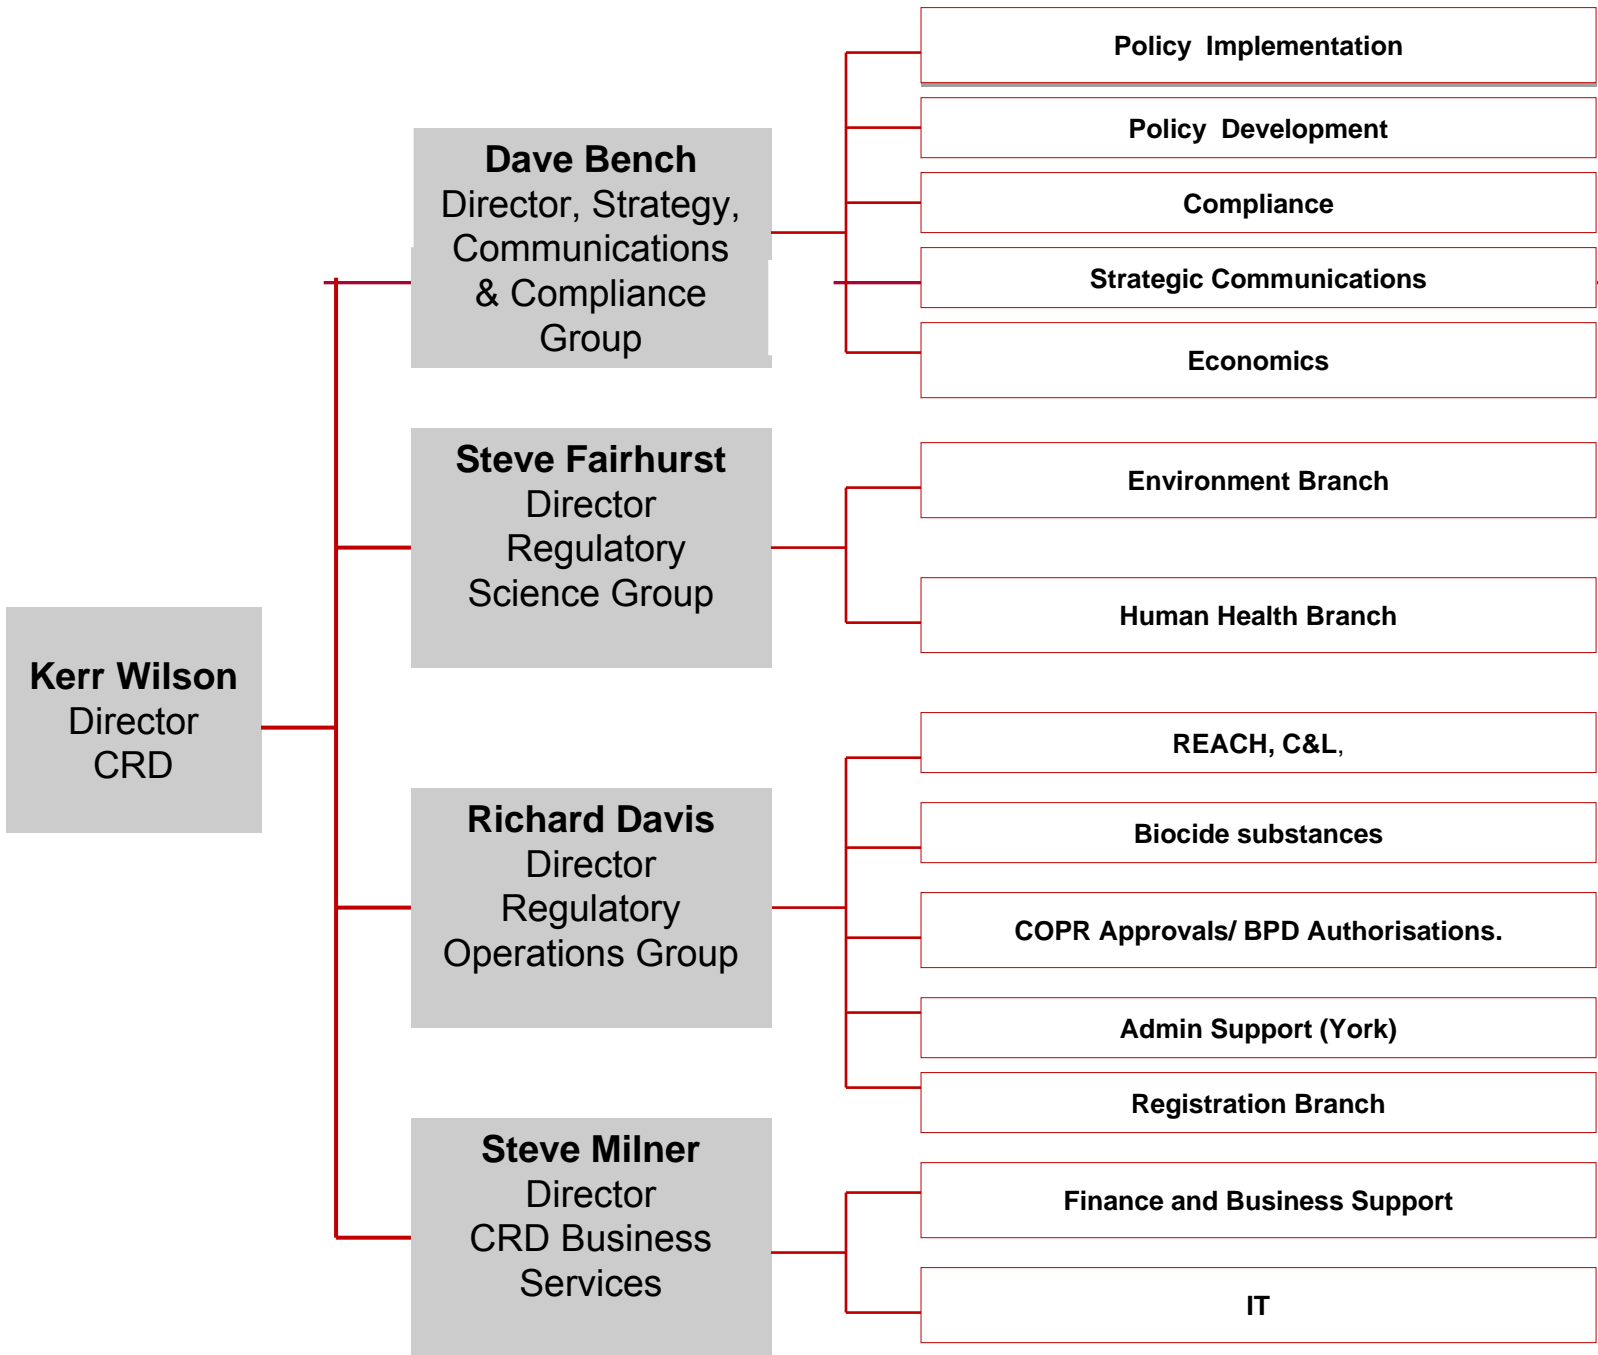 Kerr Wilson
Director
CRD
Dave Bench
Director, Strategy,
Communications
& Compliance
Group
Policy Implementation
Policy Development
Compliance
Strategic Communications
Economics
Steve Fairhurst
Director
Regulatory
Science Group
Environment Branch
Human Health Branch
Richard Davis
Director
Regulatory
Operations Group
REACH, C&L,
Biocide substances
COPR Approvals/ BPD Authorisations.
Admin Support (York)
Registration Branch
Steve Milner
Director
CRD Business
Services
Finance and Business Support
IT